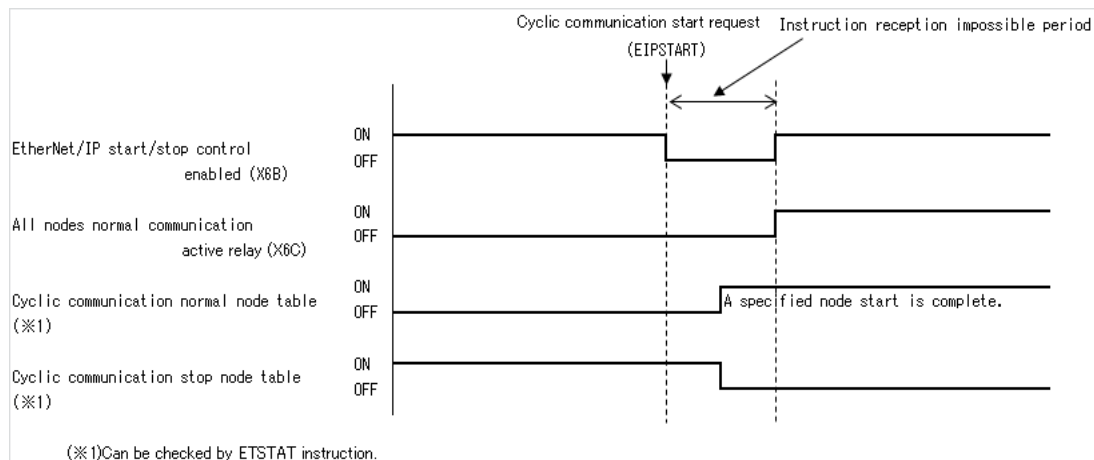 Cyclic communication start request
(EIPSTART)
Instruction reception impossible period
EtherNet/IP start/stop control
enabled (X6B)
ON
OFF
All nodes normal communication
active relay (X6C)
ON
OFF
Cyclic communication normal node table
(※1)
ON
OFF
A specified node start is complete.
Cyclic communication stop node table
(※1)
ON
OFF
(※1)Can be checked by ETSTAT instruction.